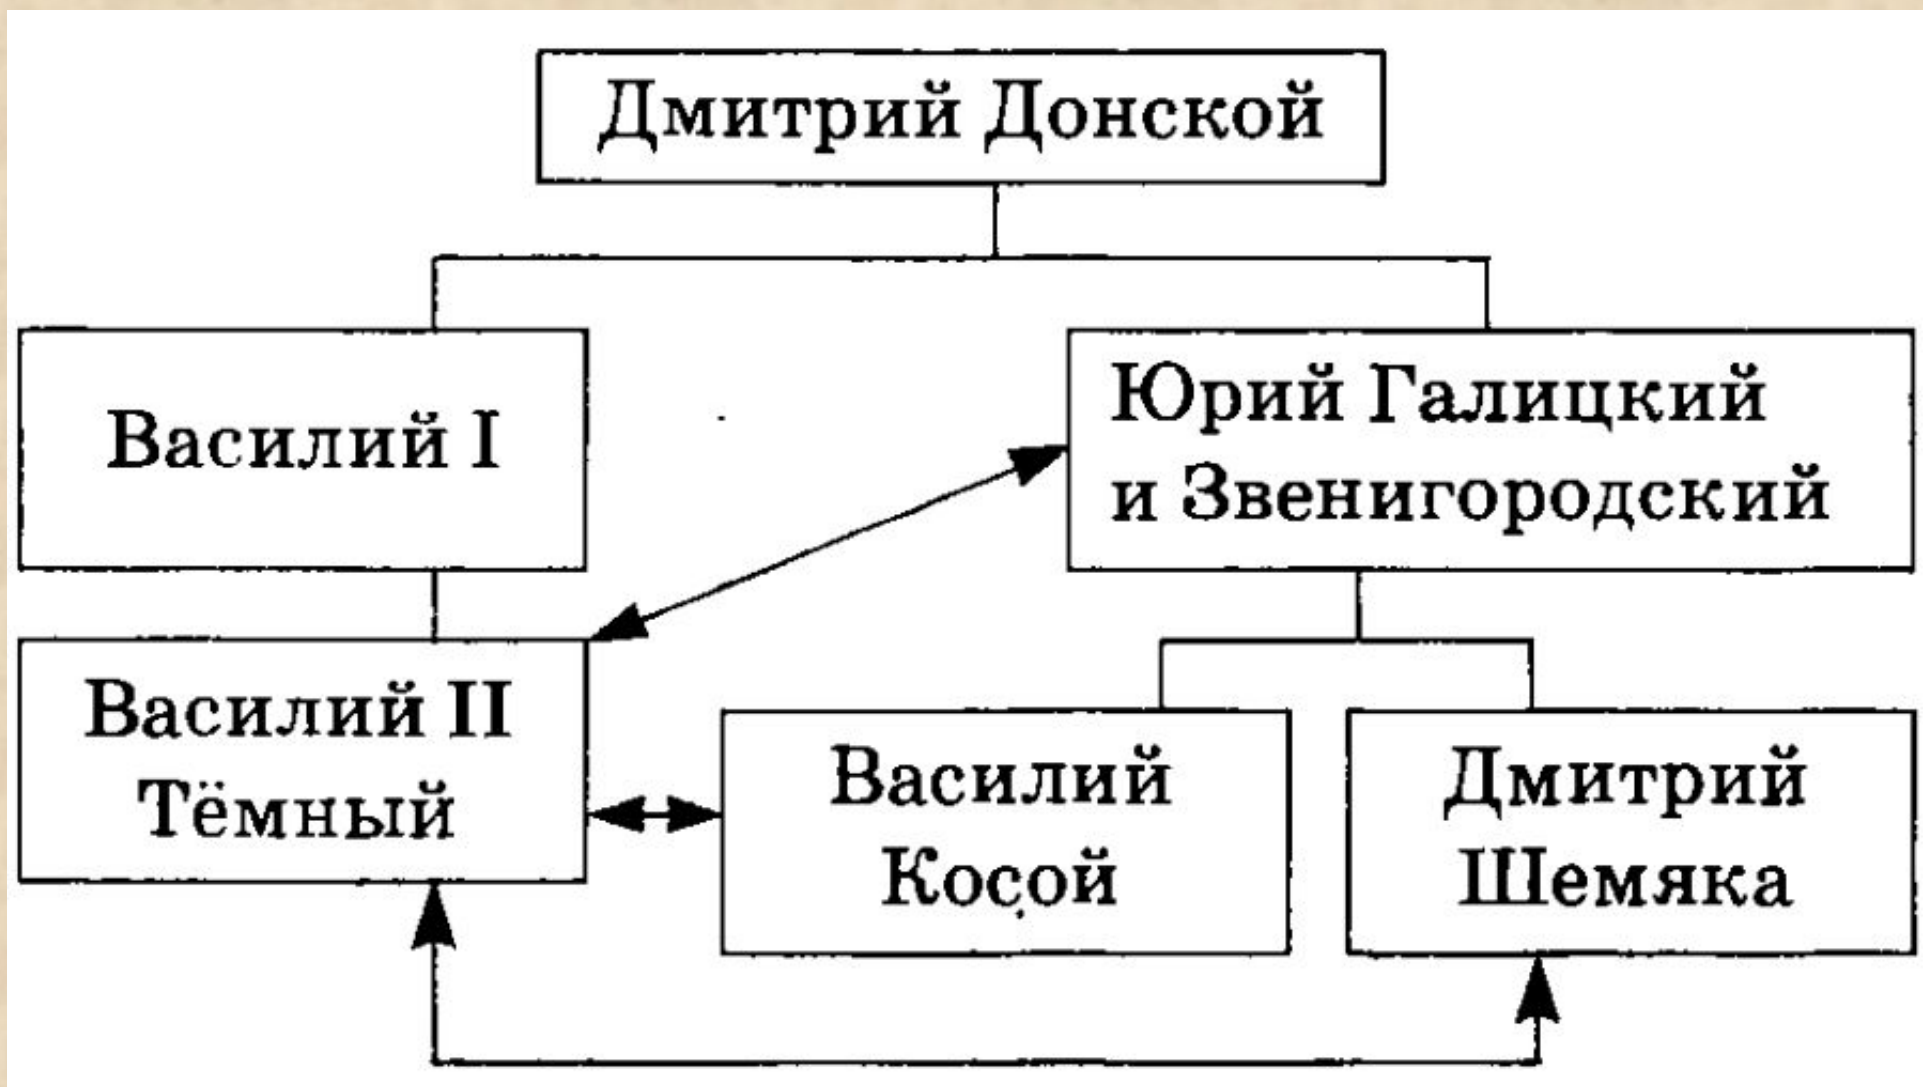 Дмитрий Донской
Василий I
Юрий Галицкий
и Звенигородский
Василий II
Тёмный
Василий
Косой
Дмитрий
Шемяка